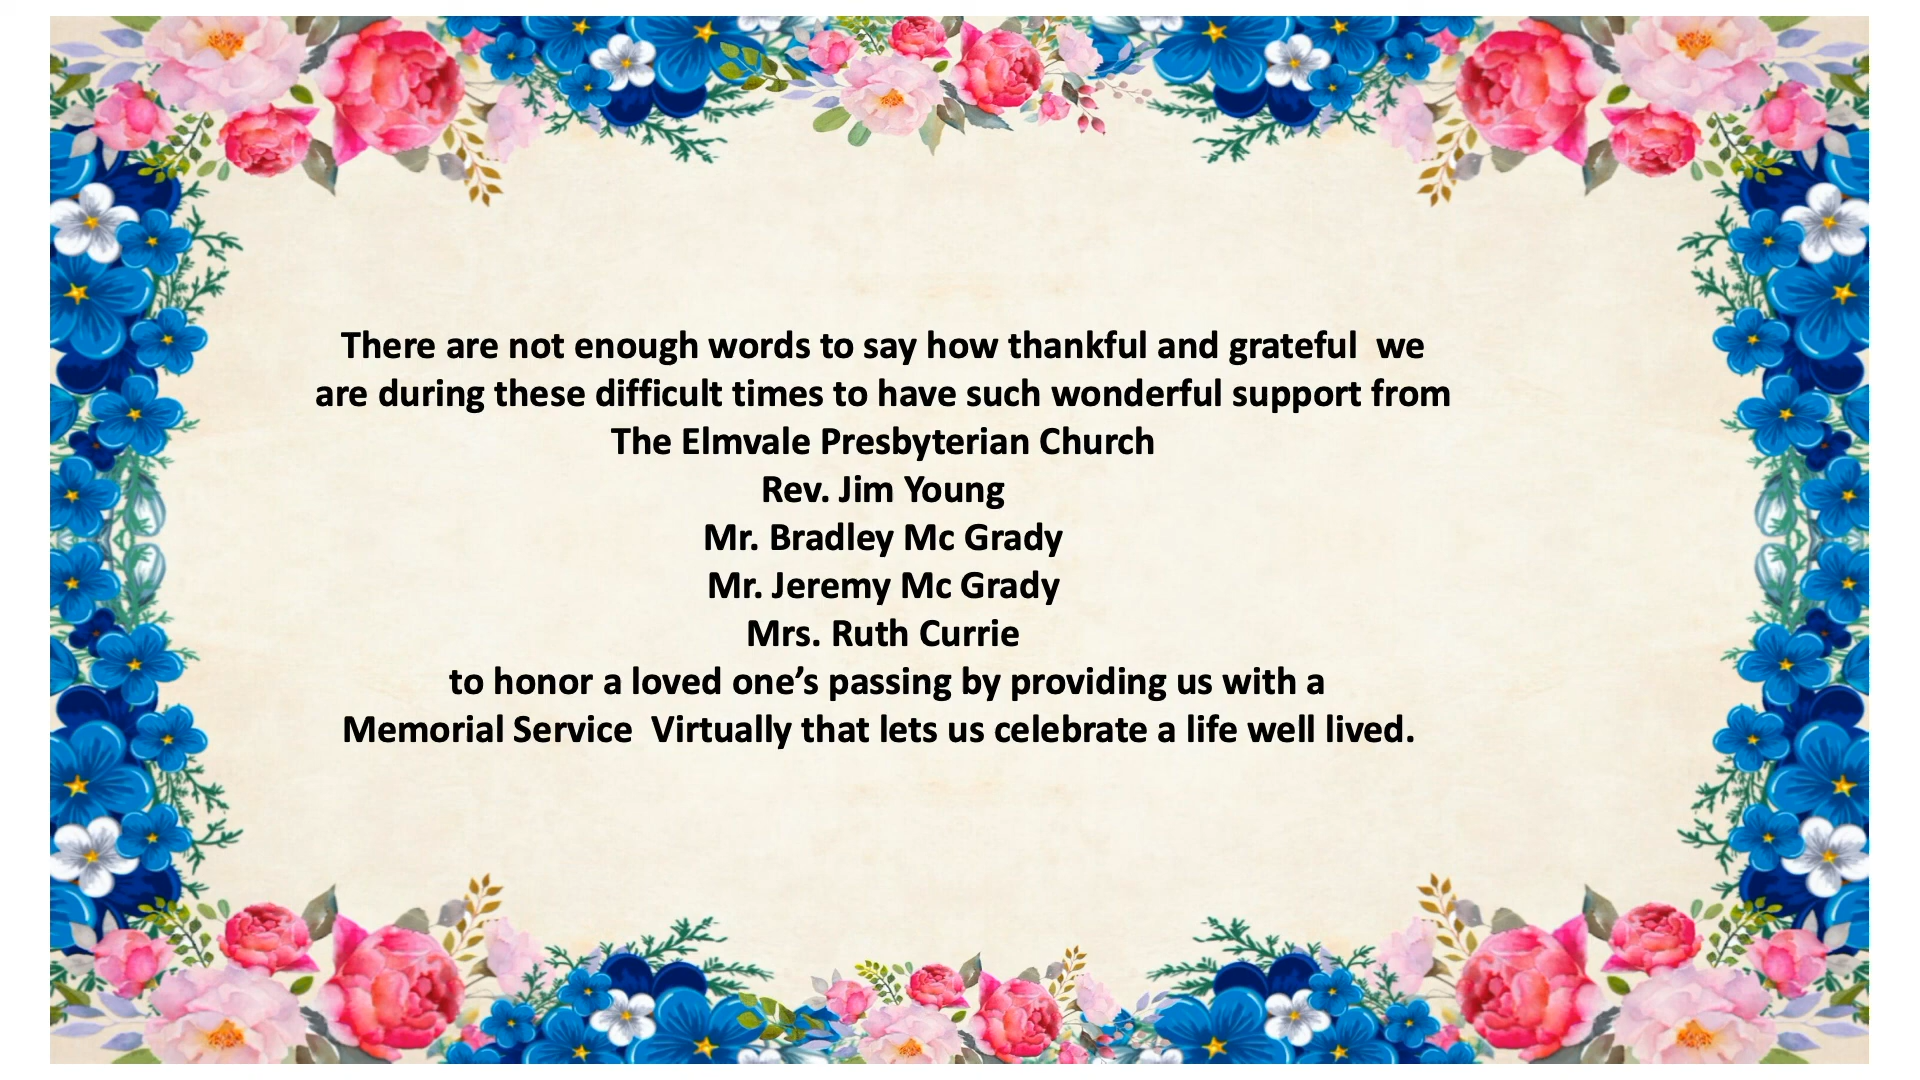 There are not enough words to say how thankful and grateful  we
are during these difficult times to have such wonderful support from
The Elmvale Presbyterian Church
Rev. Jim Young
Mr. Bradley Mc Grady
Mr. Jeremy Mc Grady
Mrs. Ruth Currie
to honor a loved one’s passing by providing us with a
Memorial Service  Virtually that lets us celebrate a life well lived.